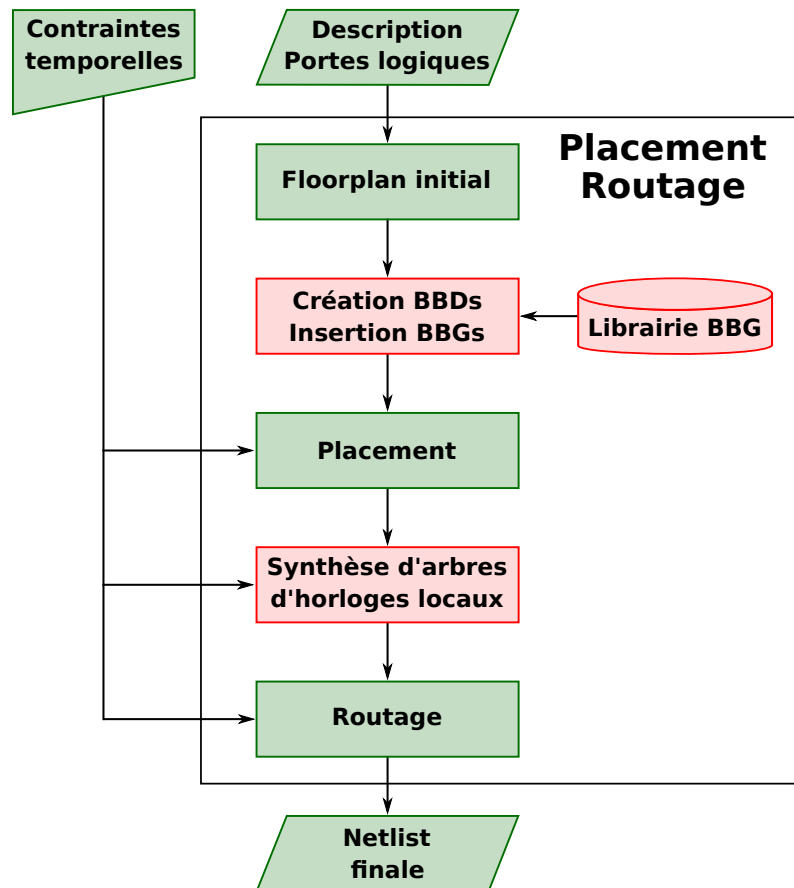 Contraintes
temporelles
Description
Portes logiques
Placement
Routage
Floorplan initial
Création BBDs
Insertion BBGs
Librairie BBG
Placement
Synthèse d'arbres
d'horloges locaux
Routage
Netlist
finale